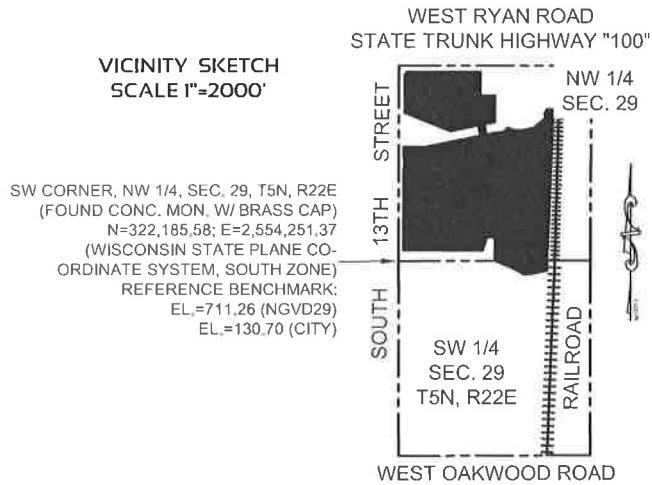 WEST RYAN ROAD
STATE TRUNK HIGHWAY "100"
VICINITY SKETCH
SCALE 1"=2000'
NW 1/4
SEC. 29
SOUTH 13TH STREET
SW CORNER, NW 1/4, SEC. 29, T5N, R22E
(FOUND CONC. MON. W/ BRASS CAP)
N=322,185.58; E=2,554,251.37
(WISCONSIN STATE PLANE CO-
ORDINATE SYSTEM, SOUTH ZONE)
REFERENCE BENCHMARK:
EL.=711.26 (NGVD29)
EL.=130.70 (CITY)
SW 1/4
SEC. 29
T5N, R22E
RAILROAD
WEST OAKWOOD ROAD